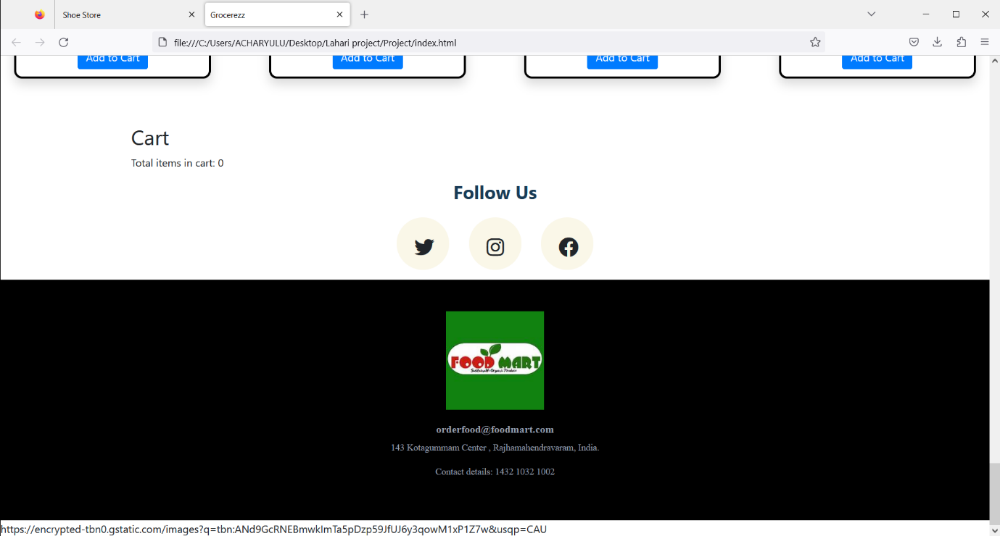 Shoe Store
Grocerezz
file:///C:/Users/ACHARYULU/Desktop/Lahari project/Project/index.html
Add to Cart Add to Cart Add to Cart Add to Cart
Cart
Total items in cart: 0
Follow Us
FOOD MART
Sustainable Organic Produce
orderfood@foodmart.com
143 Kotagummam Center , Rajhamahendravaram, India.
Contact details: 1432 1032 1002
https://encrypted-tbn0.gstatic.com/images?q=tbn:ANd9GcRNEBmwkImTa5pDzp59JfUJ6y3qowM1xP1Z7w&usqp=CAU